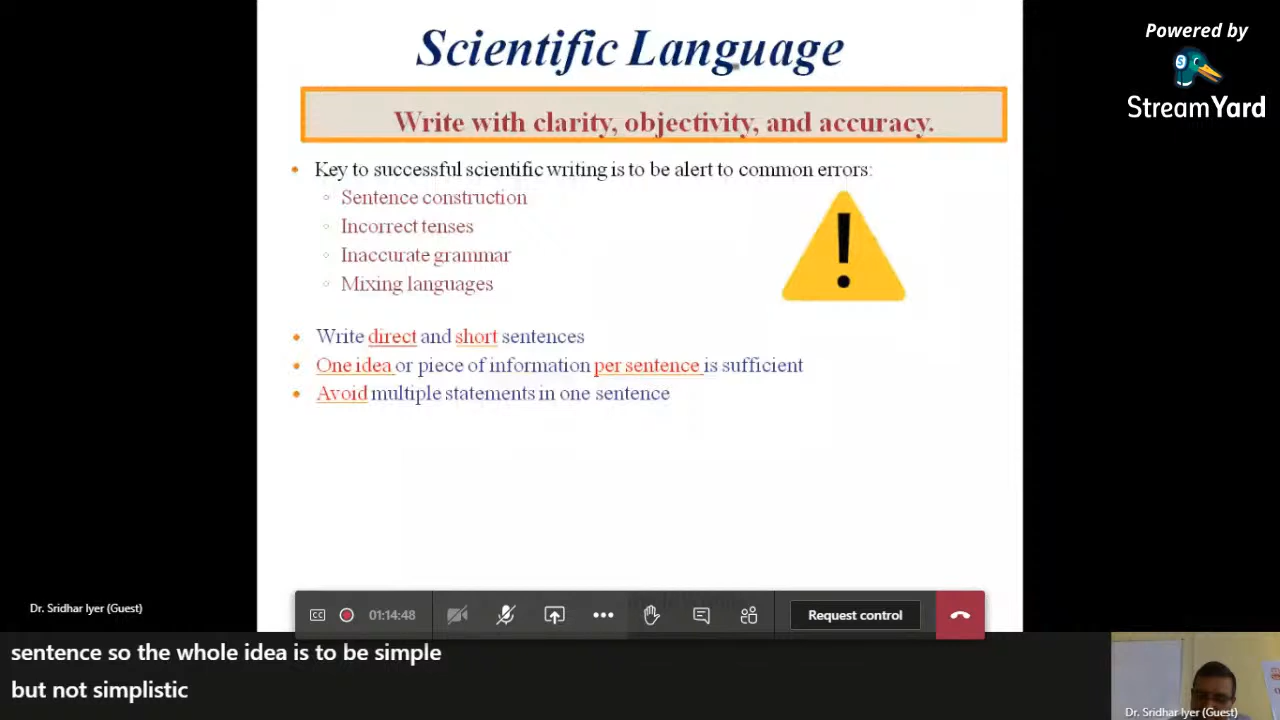 Scientific Language
Powered by
StreamYard
Write with clarity, objectivity, and accuracy.
• Key to successful scientific writing is to be alert to common errors:
◦ Sentence construction
◦ Incorrect tenses
◦ Inaccurate grammar
◦ Mixing languages
• Write direct and short sentences
• One idea or piece of information per sentence is sufficient
• Avoid multiple statements in one sentence
Dr. Sridhar Iyer (Guest)
CC
01:14:48
Request control
sentence so the whole idea is to be simple
but not simplistic
Dr. Sridhar Iyer (Guest)